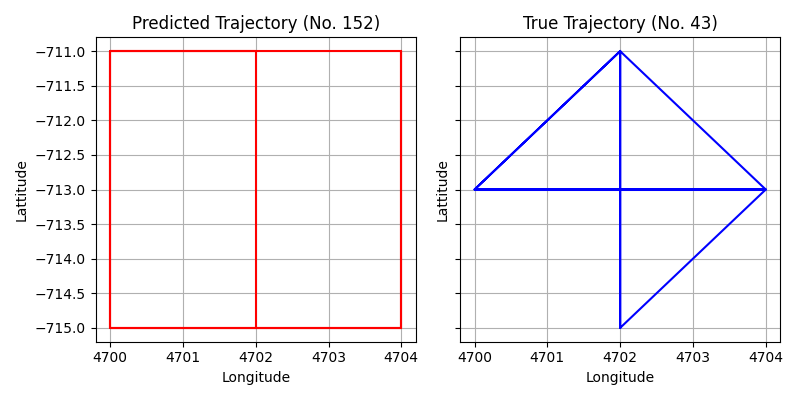 Predicted Trajectory (No. 152)
True Trajectory (No. 43)
−711.0
−711.5
−712.0
−712.5
−713.0
−713.5
−714.0
−714.5
−715.0
Lattitude
Lattitude
4700 4701 4702 4703 4704
4700 4701 4702 4703 4704
Longitude
Longitude